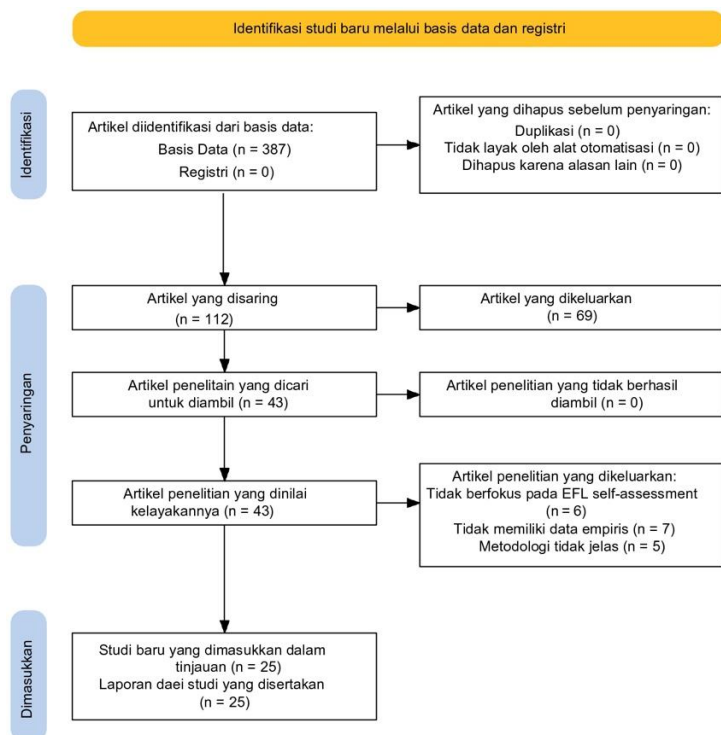 Identifikasi studi baru melalui basis data dan registri
Identifikasi
Artikel diidentifikasi dari basis data:
Basis Data (n = 387)
Registri (n = 0)
Artikel yang dihapus sebelum penyaringan:
Duplikasi (n = 0)
Tidak layak oleh alat otomatisasi (n = 0)
Dihapus karena alasan lain (n = 0)
Penyaringan
Artikel yang disaring
(n = 112)
Artikel yang dikeluarkan
(n = 69)
Artikel penelitain yang dicari
untuk diambil (n = 43)
Artikel penelitian yang tidak berhasil
diambil (n = 0)
Artikel penelitian yang dinilai
kelayakannya (n = 43)
Artikel penelitian yang dikeluarkan:
Tidak berfokus pada EFL self-assessment
(n = 6)
Tidak memiliki data empiris (n = 7)
Metodologi tidak jelas (n = 5)
Dimasukkan
Studi baru yang dimasukkan dalam
tinjauan (n = 25)
Laporan daei studi yang disertakan
(n = 25)